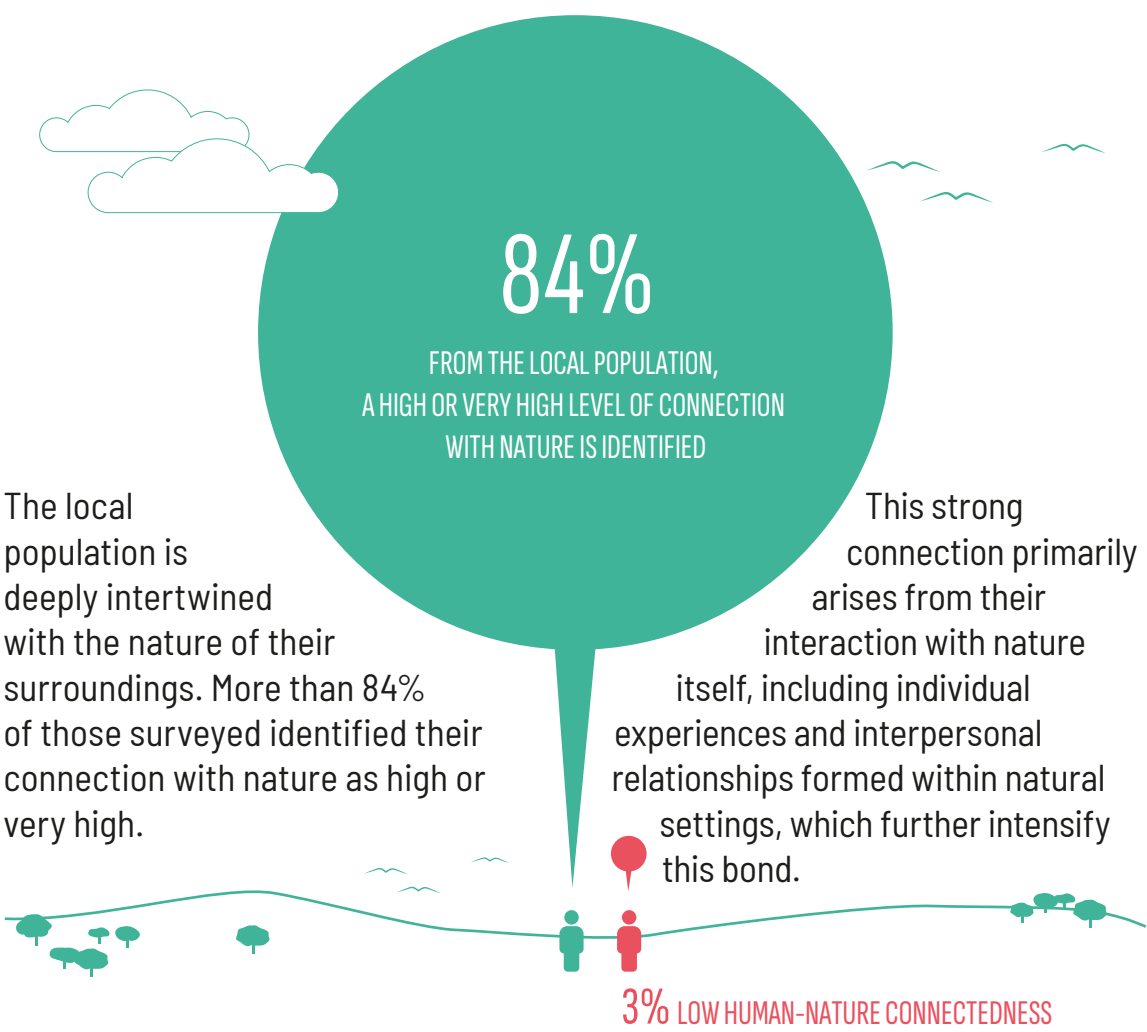 84%
FROM THE LOCAL POPULATION,
A HIGH OR VERY HIGH LEVEL OF CONNECTION
WITH NATURE IS IDENTIFIED
The local
population is
deeply intertwined
with the nature of their
surroundings. More than 84%
of those surveyed identified their
connection with nature as high or
very high.
This strong
connection primarily
arises from their
interaction with nature
itself, including individual
experiences and interpersonal
relationships formed within natural
settings, which further intensify
this bond.
3% LOW HUMAN-NATURE CONNECTEDNESS